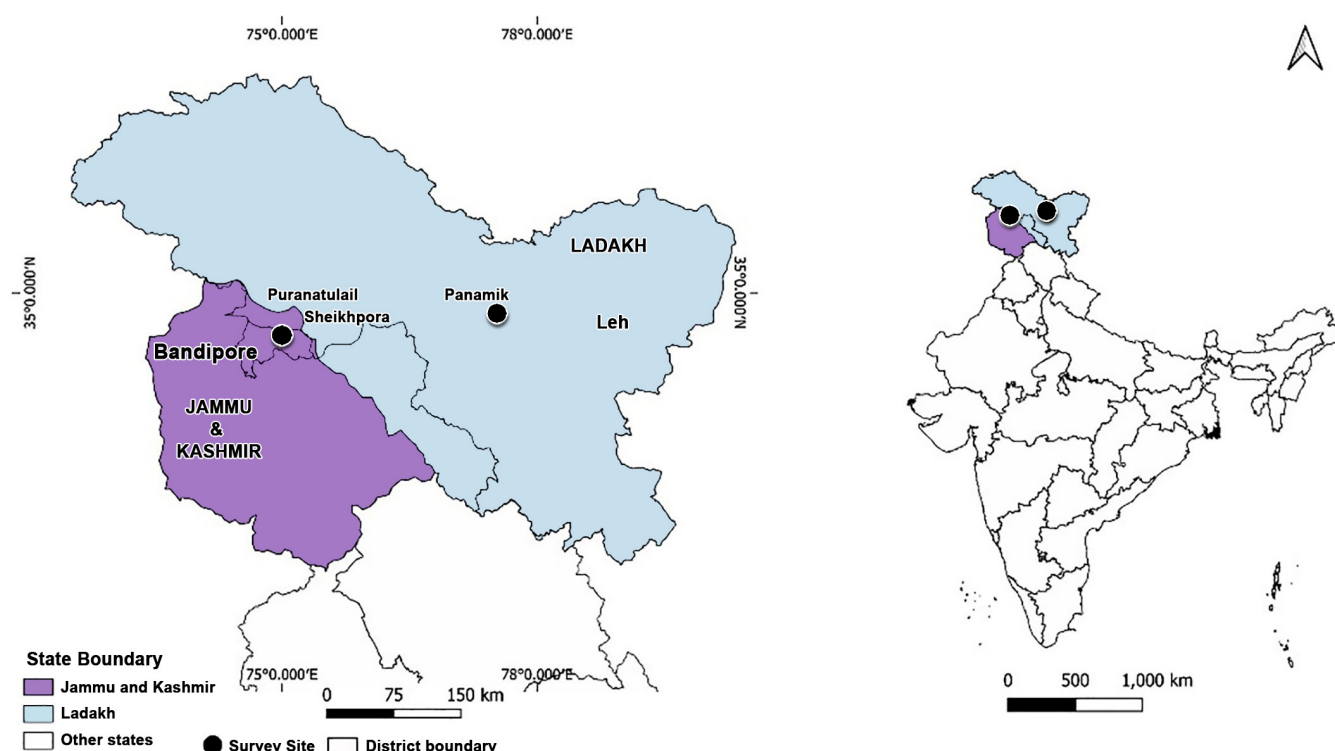 75°0.000'E
78°0.000'E
35°0.000'N
35°0.000'N
LADAKH
Puranatulail
Sheikhpora
Panamik
Leh
Bandipore
JAMMU
&
KASHMIR
75°0.000'E
78°0.000'E
State Boundary
Jammu and Kashmir
Ladakh
Other states
0 75 150 km
Survey Site
District boundary
0 500 1,000 km